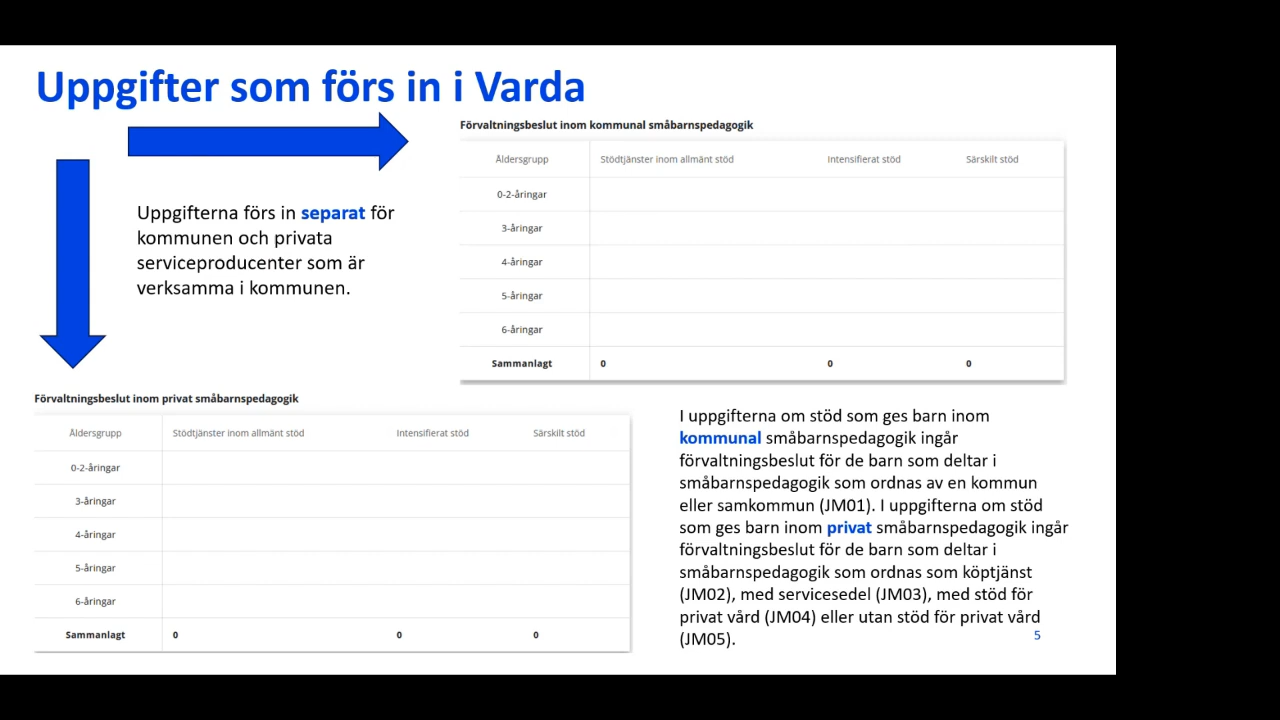 Uppgifter som förs in i Varda
Uppgifterna förs in separat för
kommunen och privata
serviceproducenter som är
verksamma i kommunen.
Förvaltningsbeslut inom kommunal småbarnspedagogik
Åldersgrupp Stödtjänster inom allmänt stöd Intensifierat stöd Särskilt stöd
0-2-åringar
3-åringar
4-åringar
5-åringar
6-åringar
Sammanlagt 0 0 0
Förvaltningsbeslut inom privat småbarnspedagogik
Åldersgrupp Stödtjänster inom allmänt stöd Intensifierat stöd Särskilt stöd
0-2-åringar
3-åringar
4-åringar
5-åringar
6-åringar
Sammanlagt 0 0 0
I uppgifterna om stöd som ges barn inom
kommunal småbarnspedagogik ingår
förvaltningsbeslut för de barn som deltar i
småbarnspedagogik som ordnas av en kommun
eller samkommun (JM01). I uppgifterna om stöd
som ges barn inom privat småbarnspedagogik ingår
förvaltningsbeslut för de barn som deltar i
småbarnspedagogik som ordnas som köptjänst
(JM02), med servicesedel (JM03), med stöd för
privat vård (JM04) eller utan stöd för privat vård
(JM05).
5